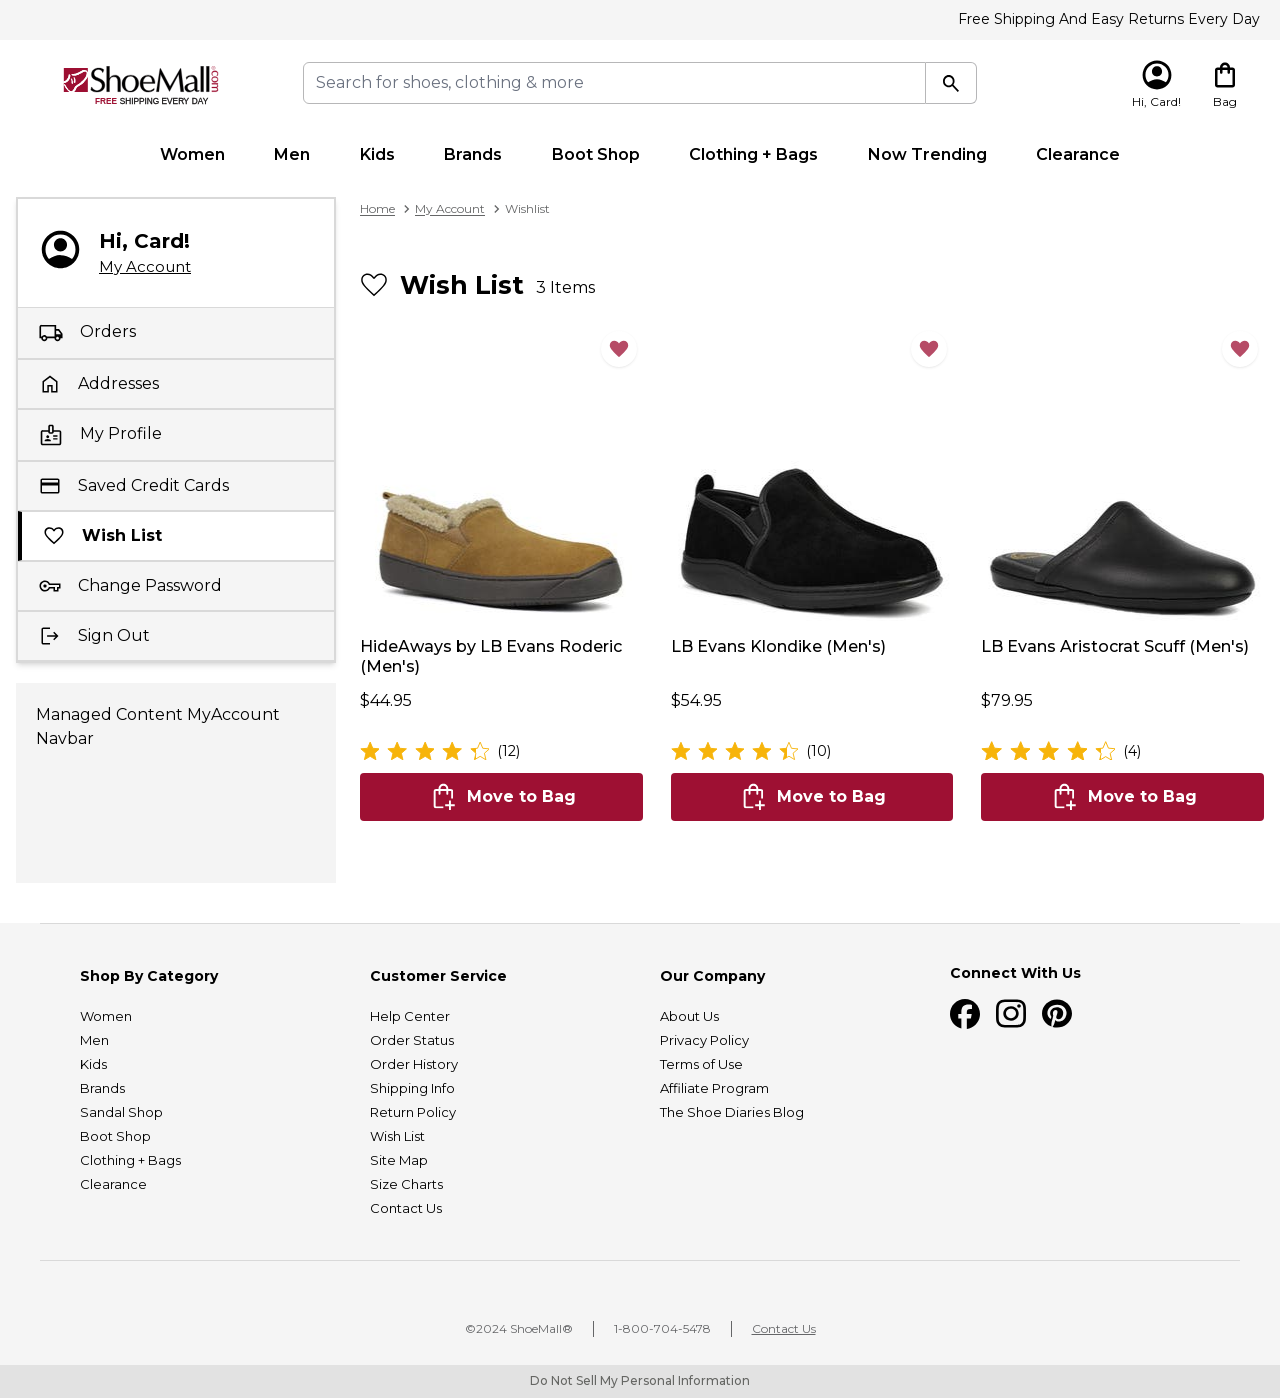 Free Shipping And Easy Returns Every Day
ShoeMall®.com
FREE SHIPPING EVERY DAY
Search for shoes, clothing & more
Hi, Card!
Bag
Women
Men
Kids
Brands
Boot Shop
Clothing + Bags
Now Trending
Clearance
Hi, Card!
My Account
Orders
Addresses
My Profile
Saved Credit Cards
Wish List
Change Password
Sign Out
Managed Content MyAccount
Navbar
Home > My Account > Wishlist
Wish List 3 Items
HideAways by LB Evans Roderic
(Men's)
$44.95
(12)
Move to Bag
LB Evans Klondike (Men's)
$54.95
(10)
Move to Bag
LB Evans Aristocrat Scuff (Men's)
$79.95
(4)
Move to Bag
Shop By Category
Women
Men
Kids
Brands
Sandal Shop
Boot Shop
Clothing + Bags
Clearance
Customer Service
Help Center
Order Status
Order History
Shipping Info
Return Policy
Wish List
Site Map
Size Charts
Contact Us
Our Company
About Us
Privacy Policy
Terms of Use
Affiliate Program
The Shoe Diaries Blog
Connect With Us
©2024 ShoeMall®
1-800-704-5478
Contact Us
Do Not Sell My Personal Information